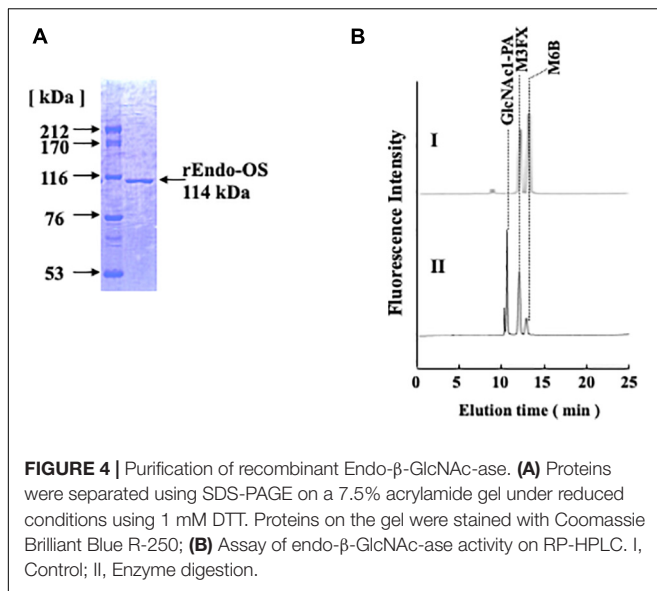 A
[ kDa ]
212
170
116
76
53
rEndo-OS
114 kDa
B
GlcNAc1-PA
M3FX
M6B
I
II
Fluorescence Intensity
0 5 10 15 20 25
Elution time ( min )
FIGURE 4 | Purification of recombinant Endo-β-GlcNAc-ase. (A) Proteins
were separated using SDS-PAGE on a 7.5% acrylamide gel under reduced
conditions using 1 mM DTT. Proteins on the gel were stained with Coomassie
Brilliant Blue R-250; (B) Assay of endo-β-GlcNAc-ase activity on RP-HPLC. I,
Control; II, Enzyme digestion.